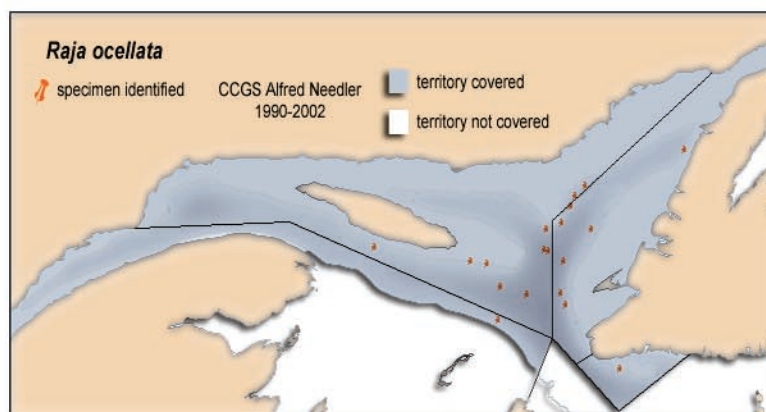 Raja ocellata
specimen identified
CCGS Alfred Needler
1990-2002
territory covered
territory not covered